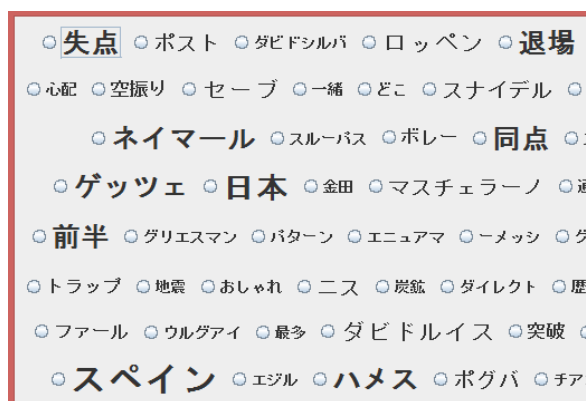 失点 ポスト ダビドシルバ ロッペン 退場
心配 空振り セーブ 一緒 どこ スナイデル
ネイマール スルーパス ボレー 同点
ゲッツェ 日本 金田 マスチェラーノ
前半 グリエスマン パターン エニュアマ ーメッシ
トラップ 地震 おしゃれ ニス 炭鉱 ダイレクト
ファール ウルグアイ 最多 ダビドルイス 突破
スペイン エジル ハメス ポグバ チア